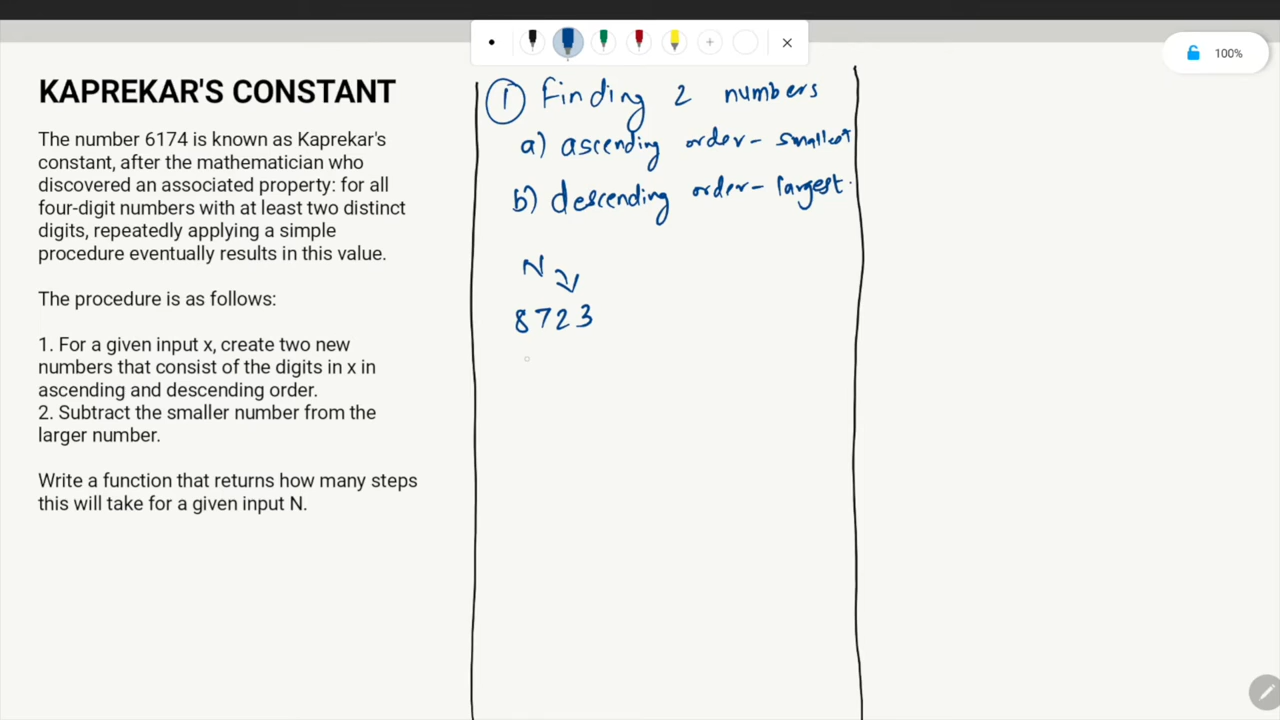 100%
KAPREKAR'S CONSTANT
The number 6174 is known as Kaprekar's
constant, after the mathematician who
discovered an associated property: for all
four-digit numbers with at least two distinct
digits, repeatedly applying a simple
procedure eventually results in this value.
The procedure is as follows:
1. For a given input x, create two new
numbers that consist of the digits in x in
ascending and descending order.
2. Subtract the smaller number from the
larger number.
Write a function that returns how many steps
this will take for a given input N.
1 Finding 2 numbers
a) ascending order - smallest
b) descending order - largest.
N
8723